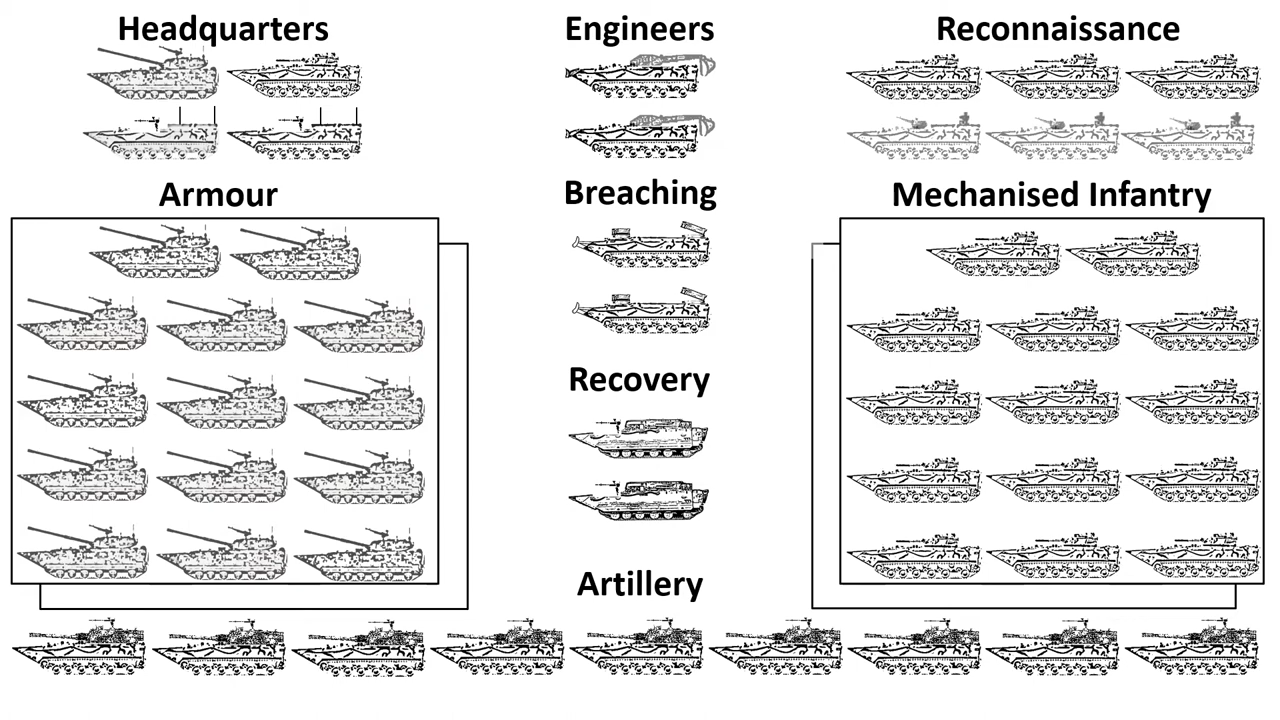 Headquarters
Engineers
Reconnaissance
Armour
Breaching
Mechanised Infantry
Recovery
Artillery